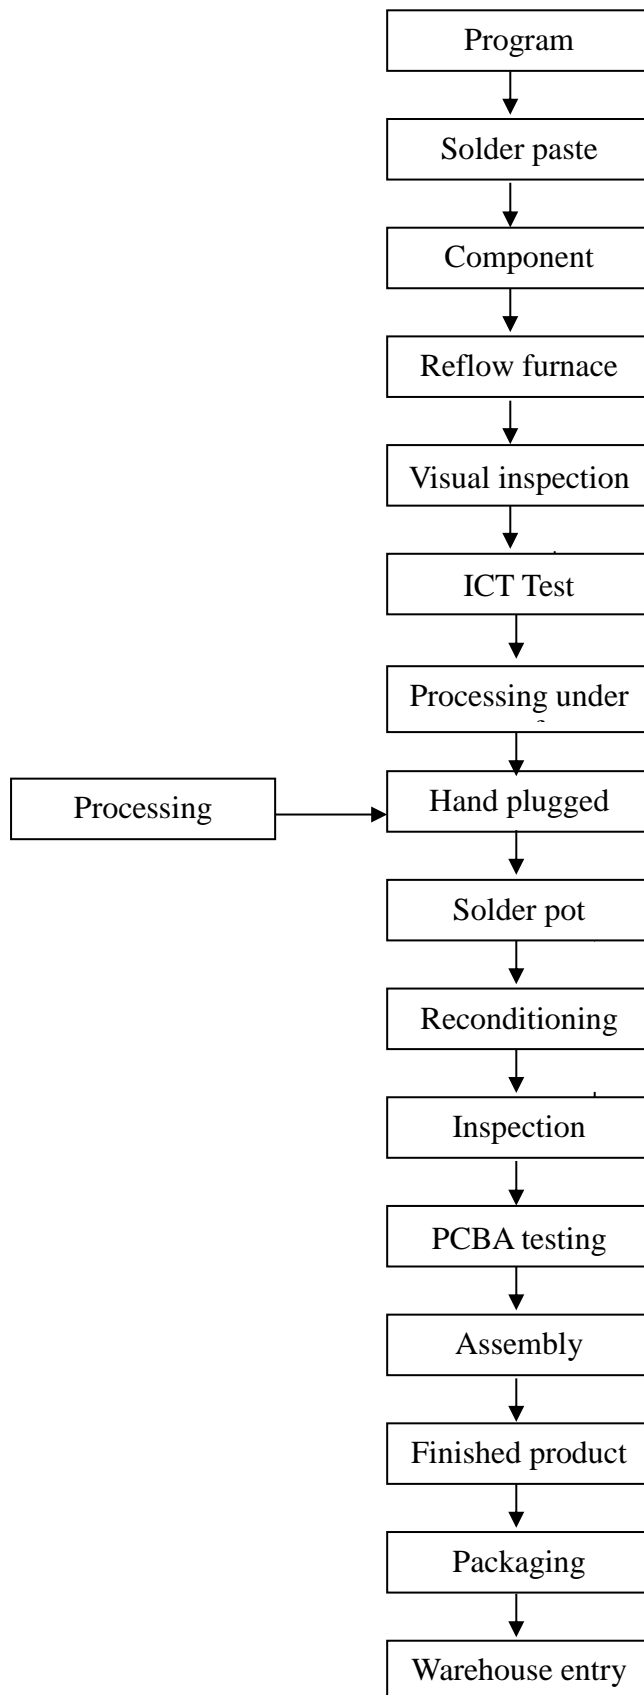 Program
Solder paste
Component
Reflow furnace
Visual inspection
ICT Test
Processing under
Processing
Hand plugged
Solder pot
Reconditioning
Inspection
PCBA testing
Assembly
Finished product
Packaging
Warehouse entry